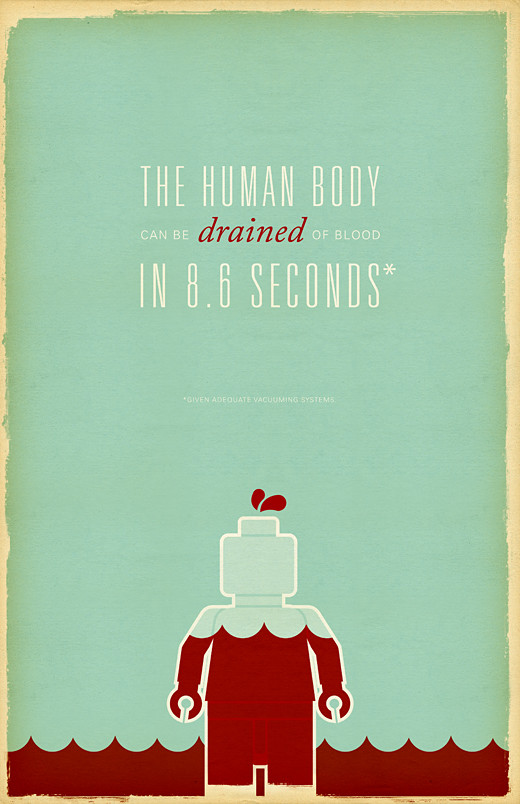 THE HUMAN BODY
CAN BE drained OF BLOOD
IN 8.6 SECONDS*
*GIVEN ADEQUATE VACUUMING SYSTEMS.